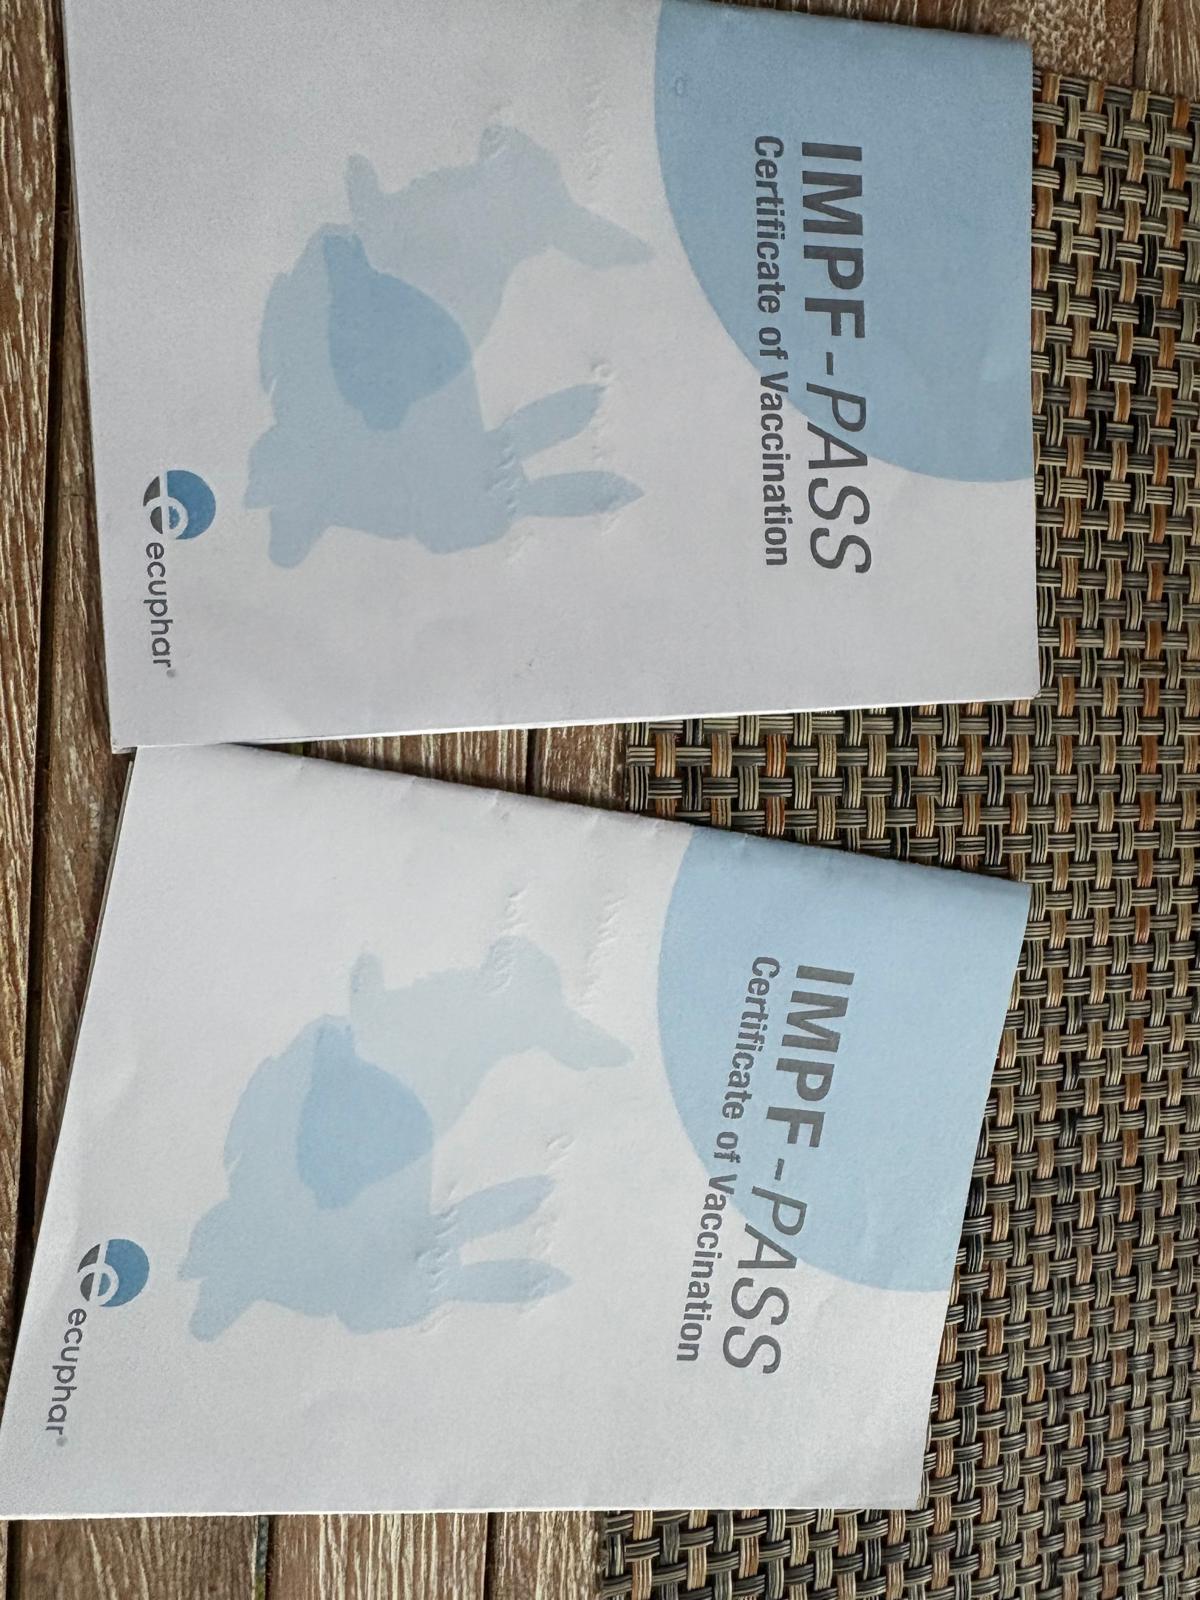 IMPF-PASS
Certificate of Vaccination
ecuphar®
IMPF-PASS
Certificate of Vaccination
ecuphar®